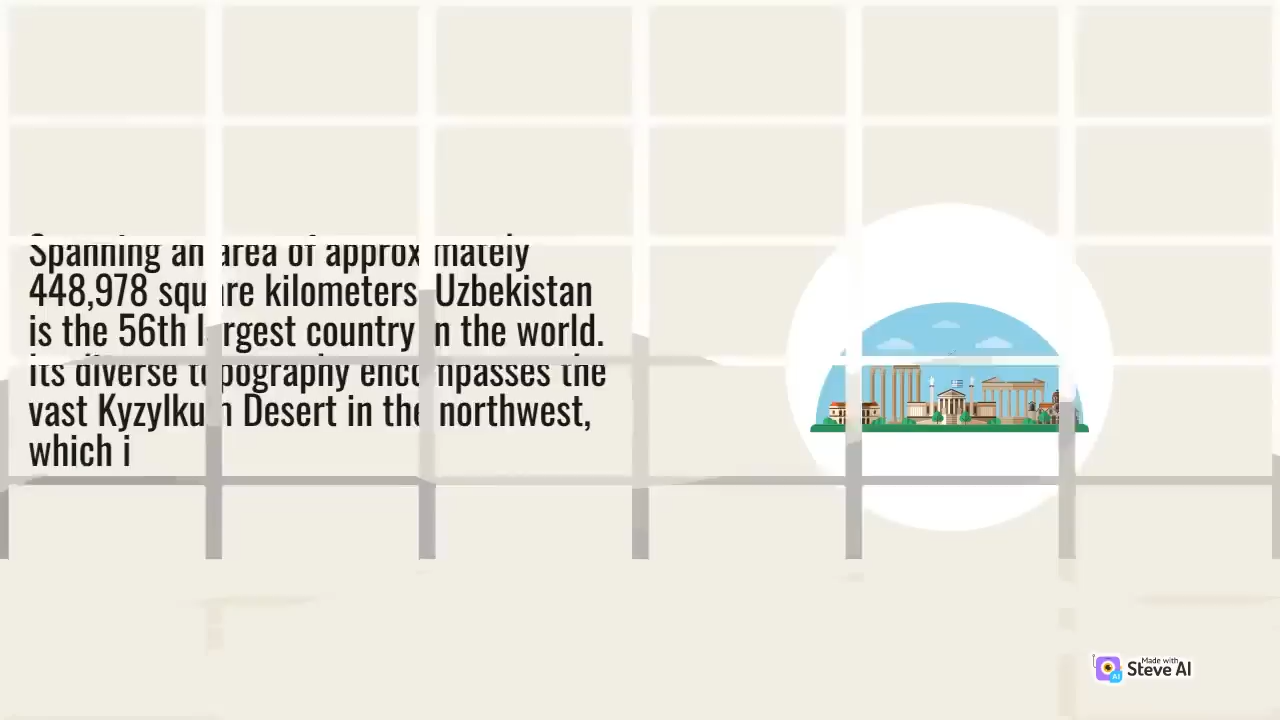 Spanning an area of approximately
448,978 square kilometers, Uzbekistan
is the 56th largest country in the world.
Its diverse topography encompasses the
vast Kyzylkum Desert in the northwest,
which i
Made with
Steve AI
AI